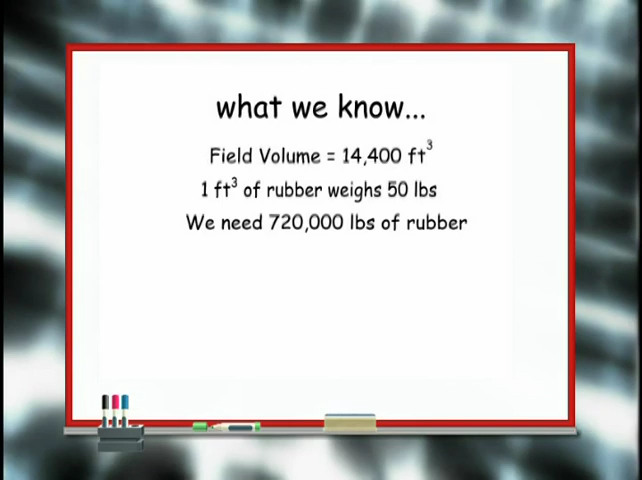 what we know...
Field Volume = 14,400 ft³
1 ft³ of rubber weighs 50 lbs
We need 720,000 lbs of rubber